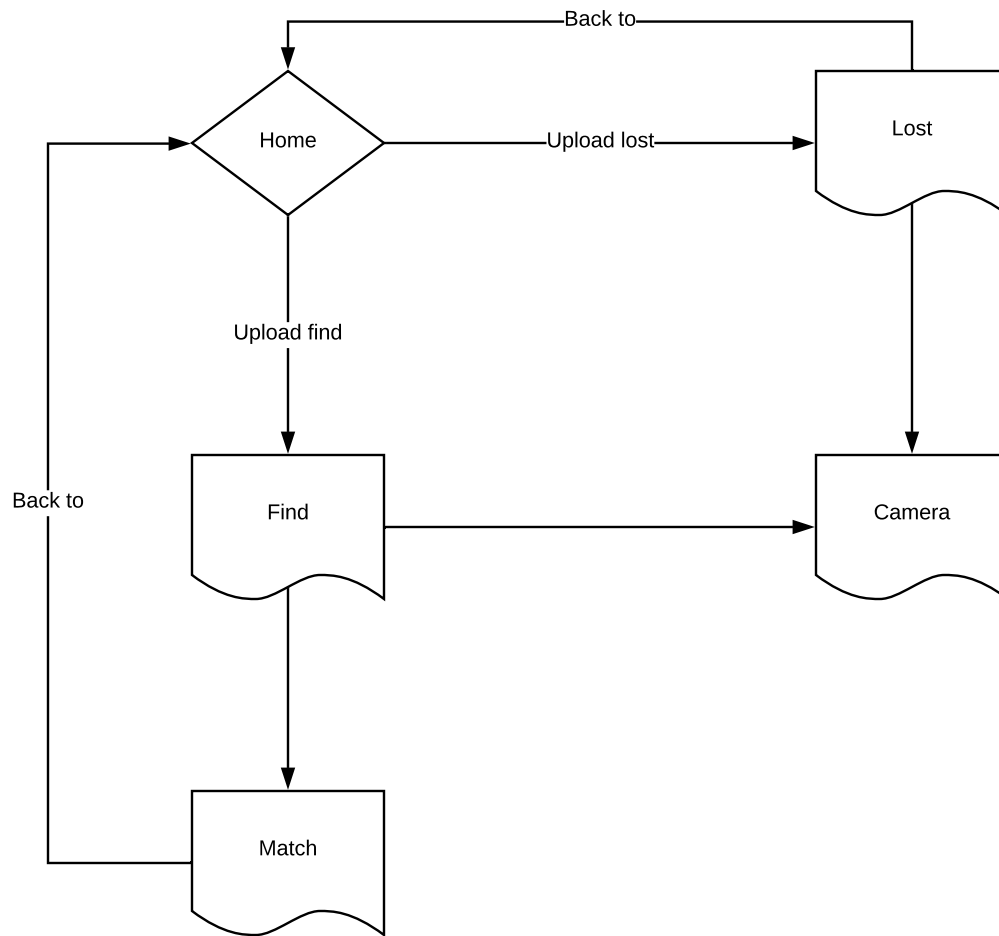 Back to
Home
Upload lost
Lost
Upload find
Back to
Find
Camera
Match